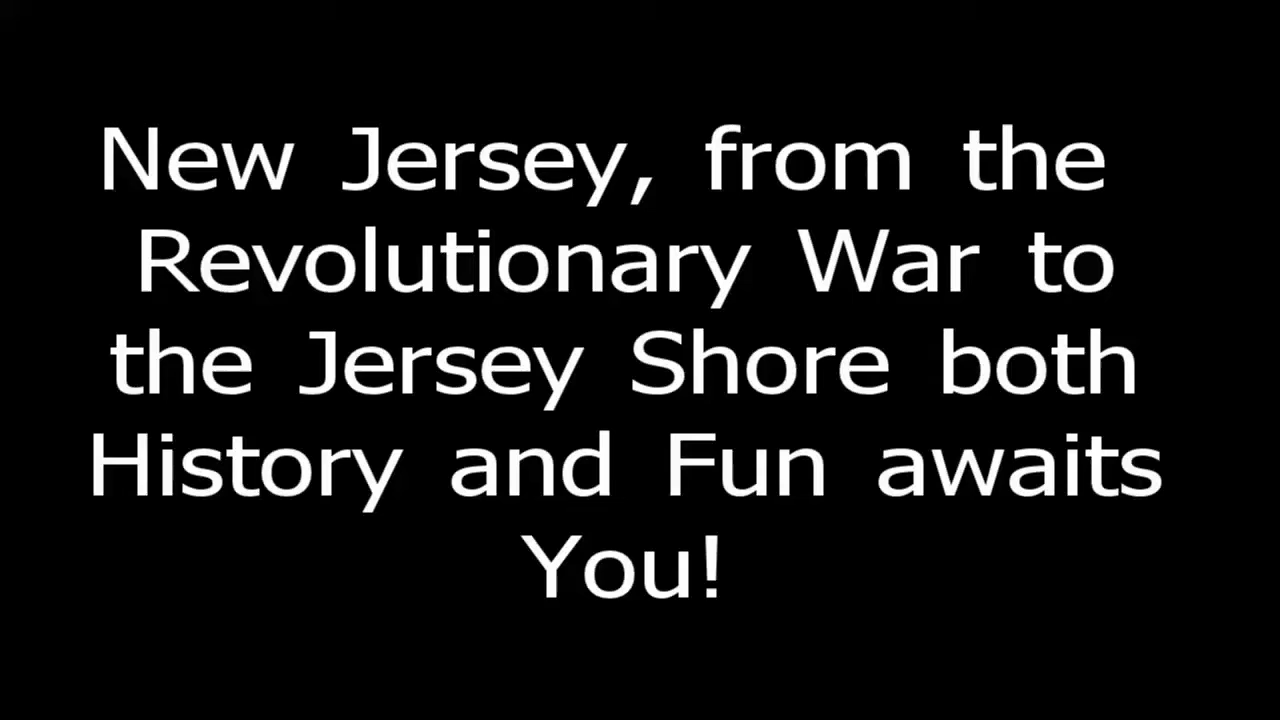 New Jersey, from the
Revolutionary War to
the Jersey Shore both
History and Fun awaits
You!